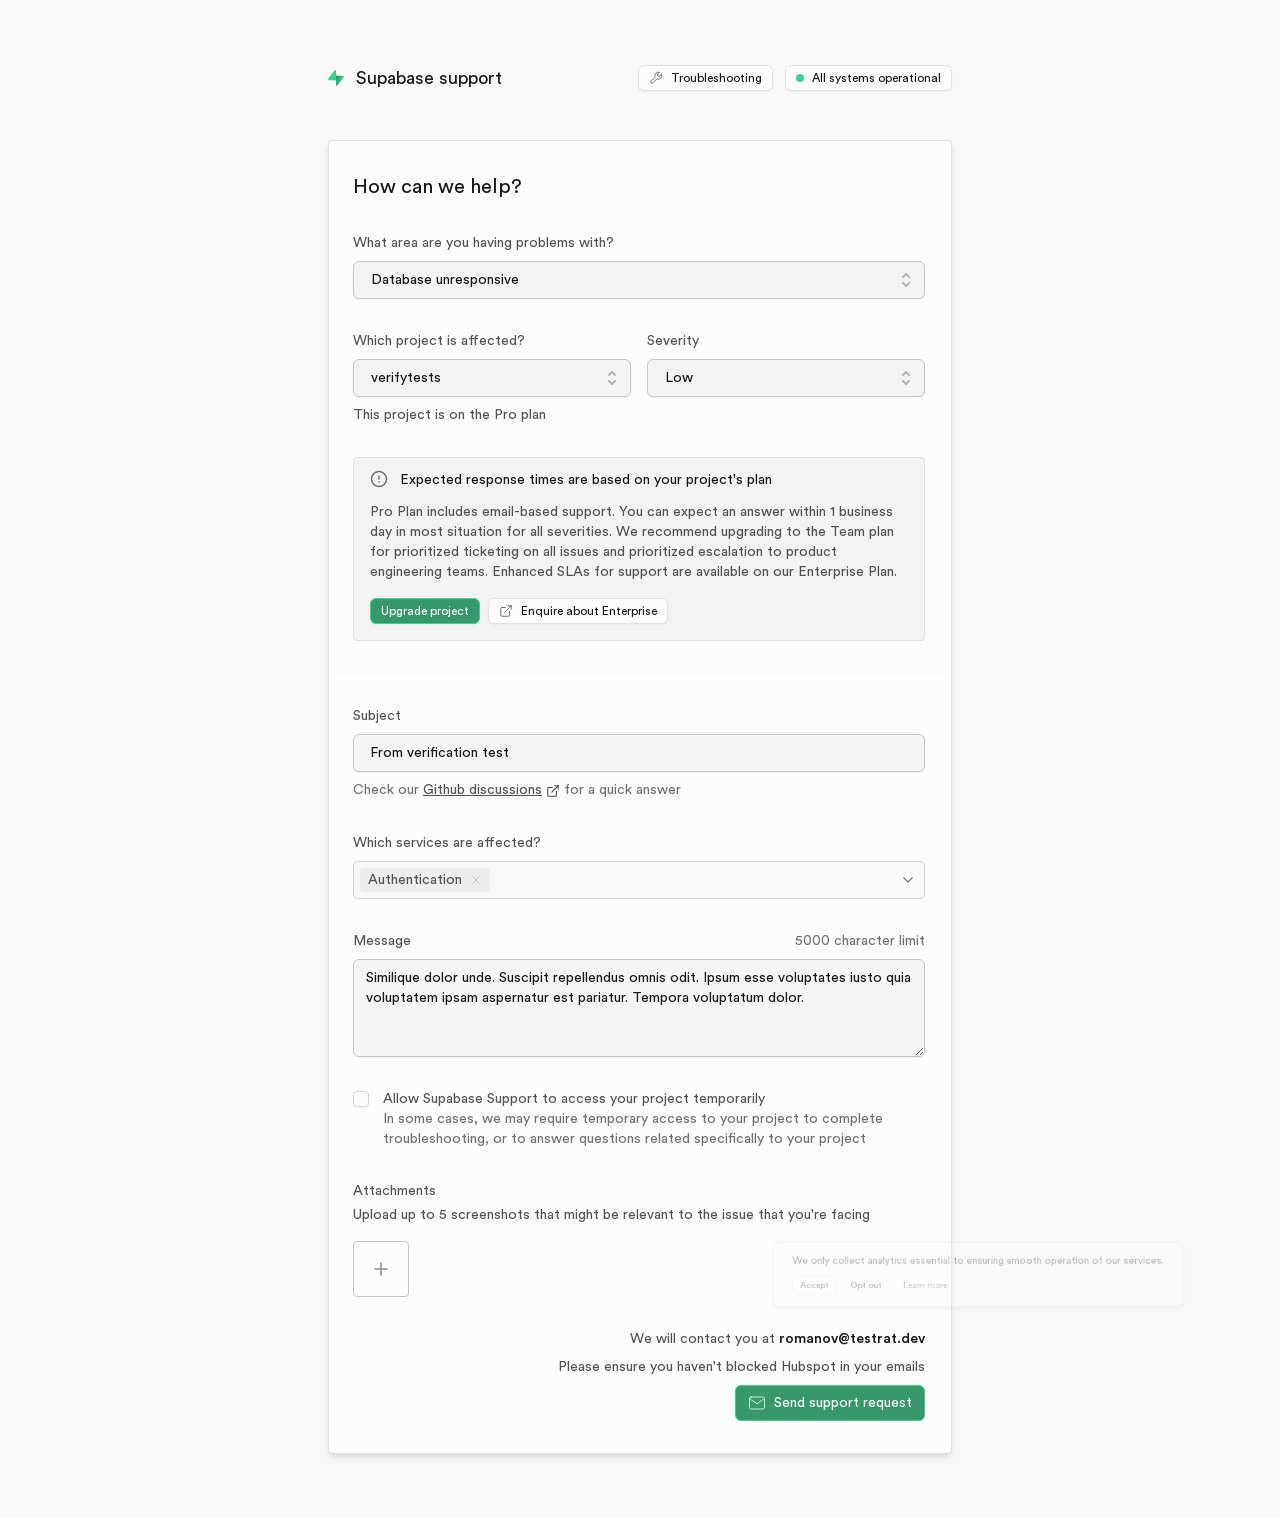 Supabase support
Troubleshooting
All systems operational
How can we help?
What area are you having problems with?
Database unresponsive
Which project is affected?
Severity
verifytests
Low
This project is on the Pro plan
Expected response times are based on your project's plan
Pro Plan includes email-based support. You can expect an answer within 1 business
day in most situation for all severities. We recommend upgrading to the Team plan
for prioritized ticketing on all issues and prioritized escalation to product
engineering teams. Enhanced SLAs for support are available on our Enterprise Plan.
Upgrade project
Enquire about Enterprise
Subject
From verification test
Check our Github discussions for a quick answer
Which services are affected?
Authentication
Message
5000 character limit
Similique dolor unde. Suscipit repellendus omnis odit. Ipsum esse voluptates iusto quia
voluptatem ipsam aspernatur est pariatur. Tempora voluptatum dolor.
Allow Supabase Support to access your project temporarily
In some cases, we may require temporary access to your project to complete
troubleshooting, or to answer questions related specifically to your project
Attachments
Upload up to 5 screenshots that might be relevant to the issue that you're facing
We only collect analytics essential to ensuring smooth operation of our services.
Accept
Opt out
Learn more
We will contact you at romanov@testrat.dev
Please ensure you haven't blocked Hubspot in your emails
Send support request